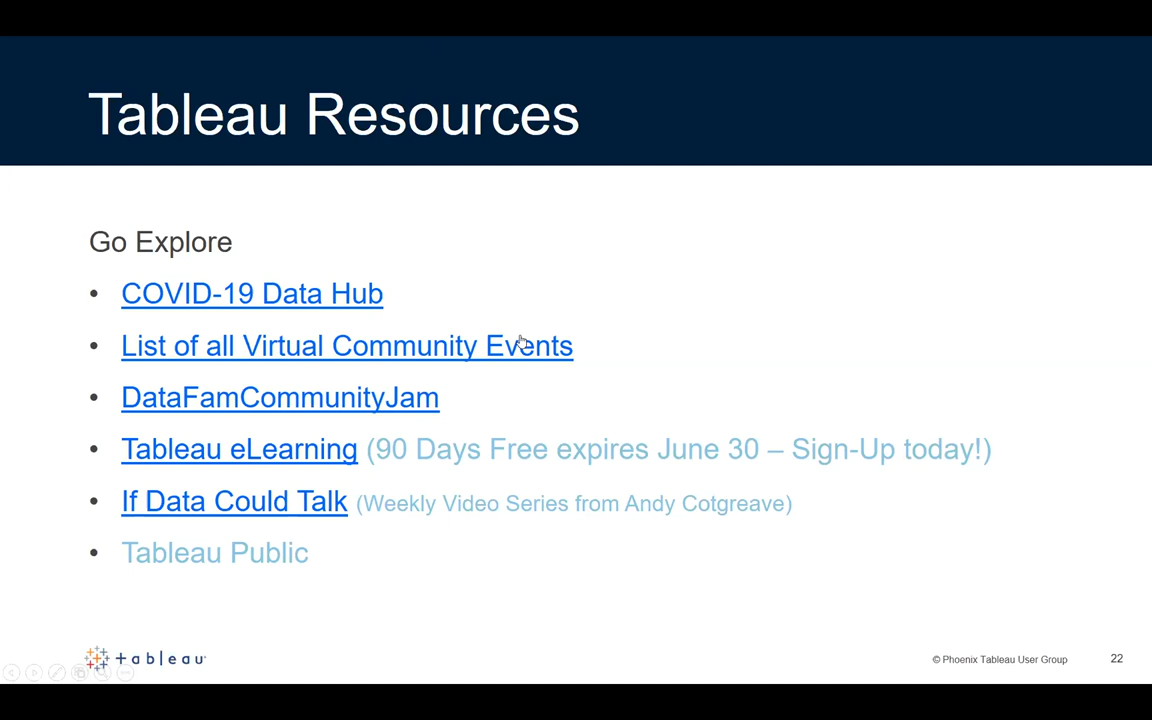 Tableau Resources
Go Explore
• COVID-19 Data Hub
• List of all Virtual Community Events
• DataFamCommunityJam
• Tableau eLearning (90 Days Free expires June 30 – Sign-Up today!)
• If Data Could Talk (Weekly Video Series from Andy Cotgreave)
• Tableau Public
+ableau
© Phoenix Tableau User Group
22